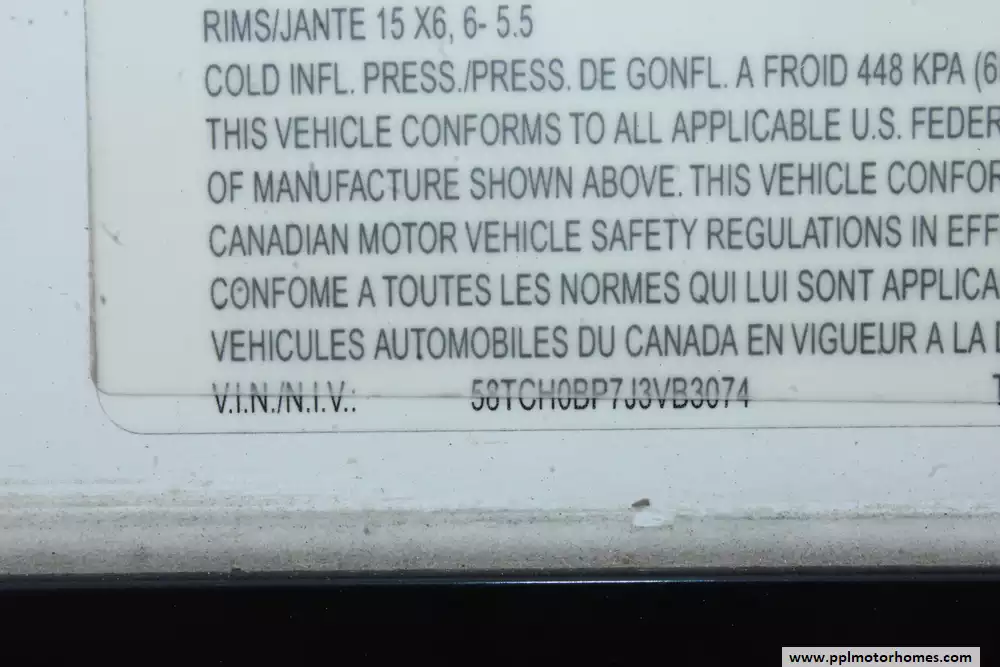 RIMS/JANTE 15 X6, 6- 5.5
COLD INFL. PRESS./PRESS. DE GONFL. A FROID 448 KPA (6
THIS VEHICLE CONFORMS TO ALL APPLICABLE U.S. FEDER
OF MANUFACTURE SHOWN ABOVE. THIS VEHICLE CONFOR
CANADIAN MOTOR VEHICLE SAFETY REGULATIONS IN EFF
CONFOME A TOUTES LES NORMES QUI LUI SONT APPLICA
VEHICULES AUTOMOBILES DU CANADA EN VIGUEUR A LA
V.I.N./N.I.V.: 58TCH0BP7J3VB3074 T
www.pplmotorhomes.com